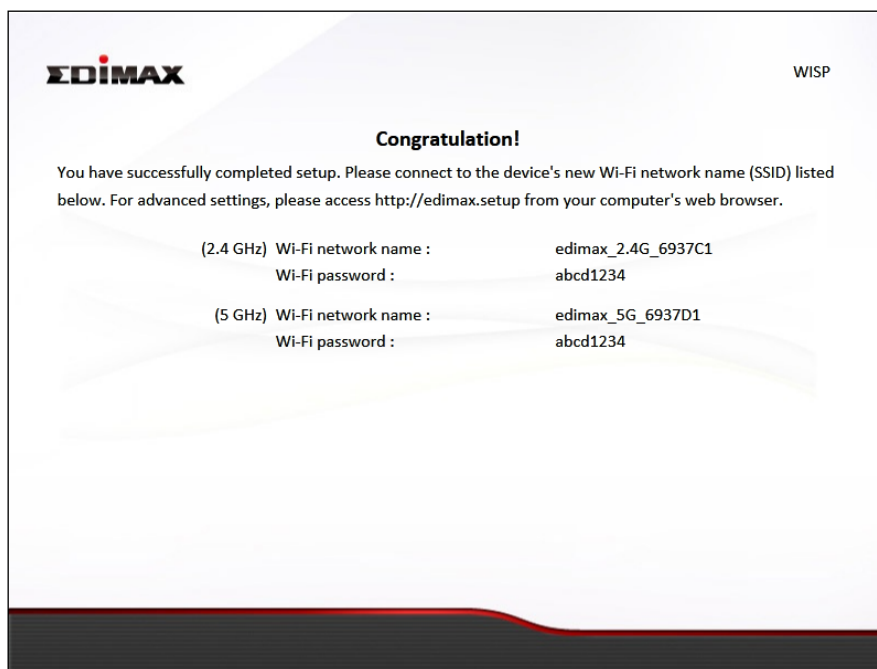 EDIMAX
WISP
Congratulation!
You have successfully completed setup. Please connect to the device's new Wi-Fi network name (SSID) listed
below. For advanced settings, please access http://edimax.setup from your computer's web browser.
(2.4 GHz) Wi-Fi network name : edimax_2.4G_6937C1
Wi-Fi password : abcd1234
(5 GHz) Wi-Fi network name : edimax_5G_6937D1
Wi-Fi password : abcd1234